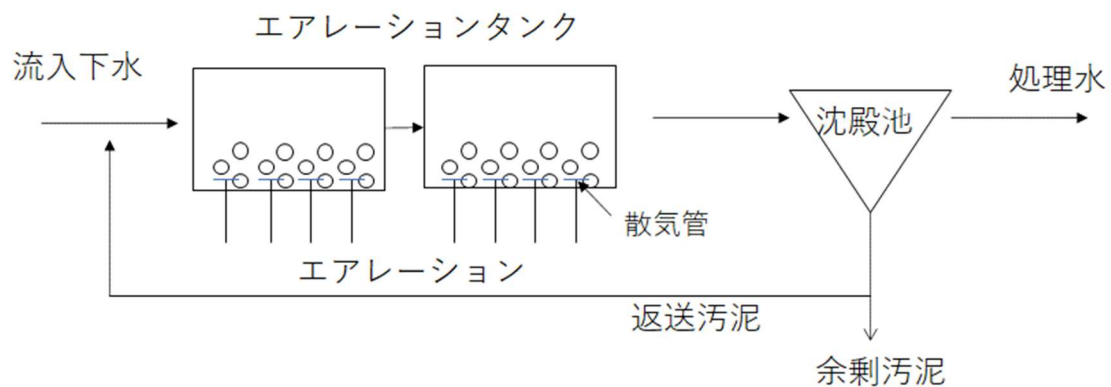 エアレーションタンク
流入下水
処理水
沈殿池
散気管
エアレーション
返送汚泥
余剰汚泥